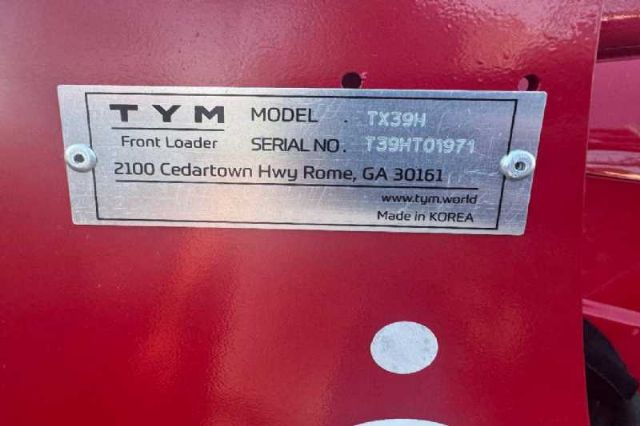 TYM MODEL . TX39H
Front Loader SERIAL NO. . T39HT01971
2100 Cedartown Hwy Rome, GA 30161
www.tym.world
Made in KOREA